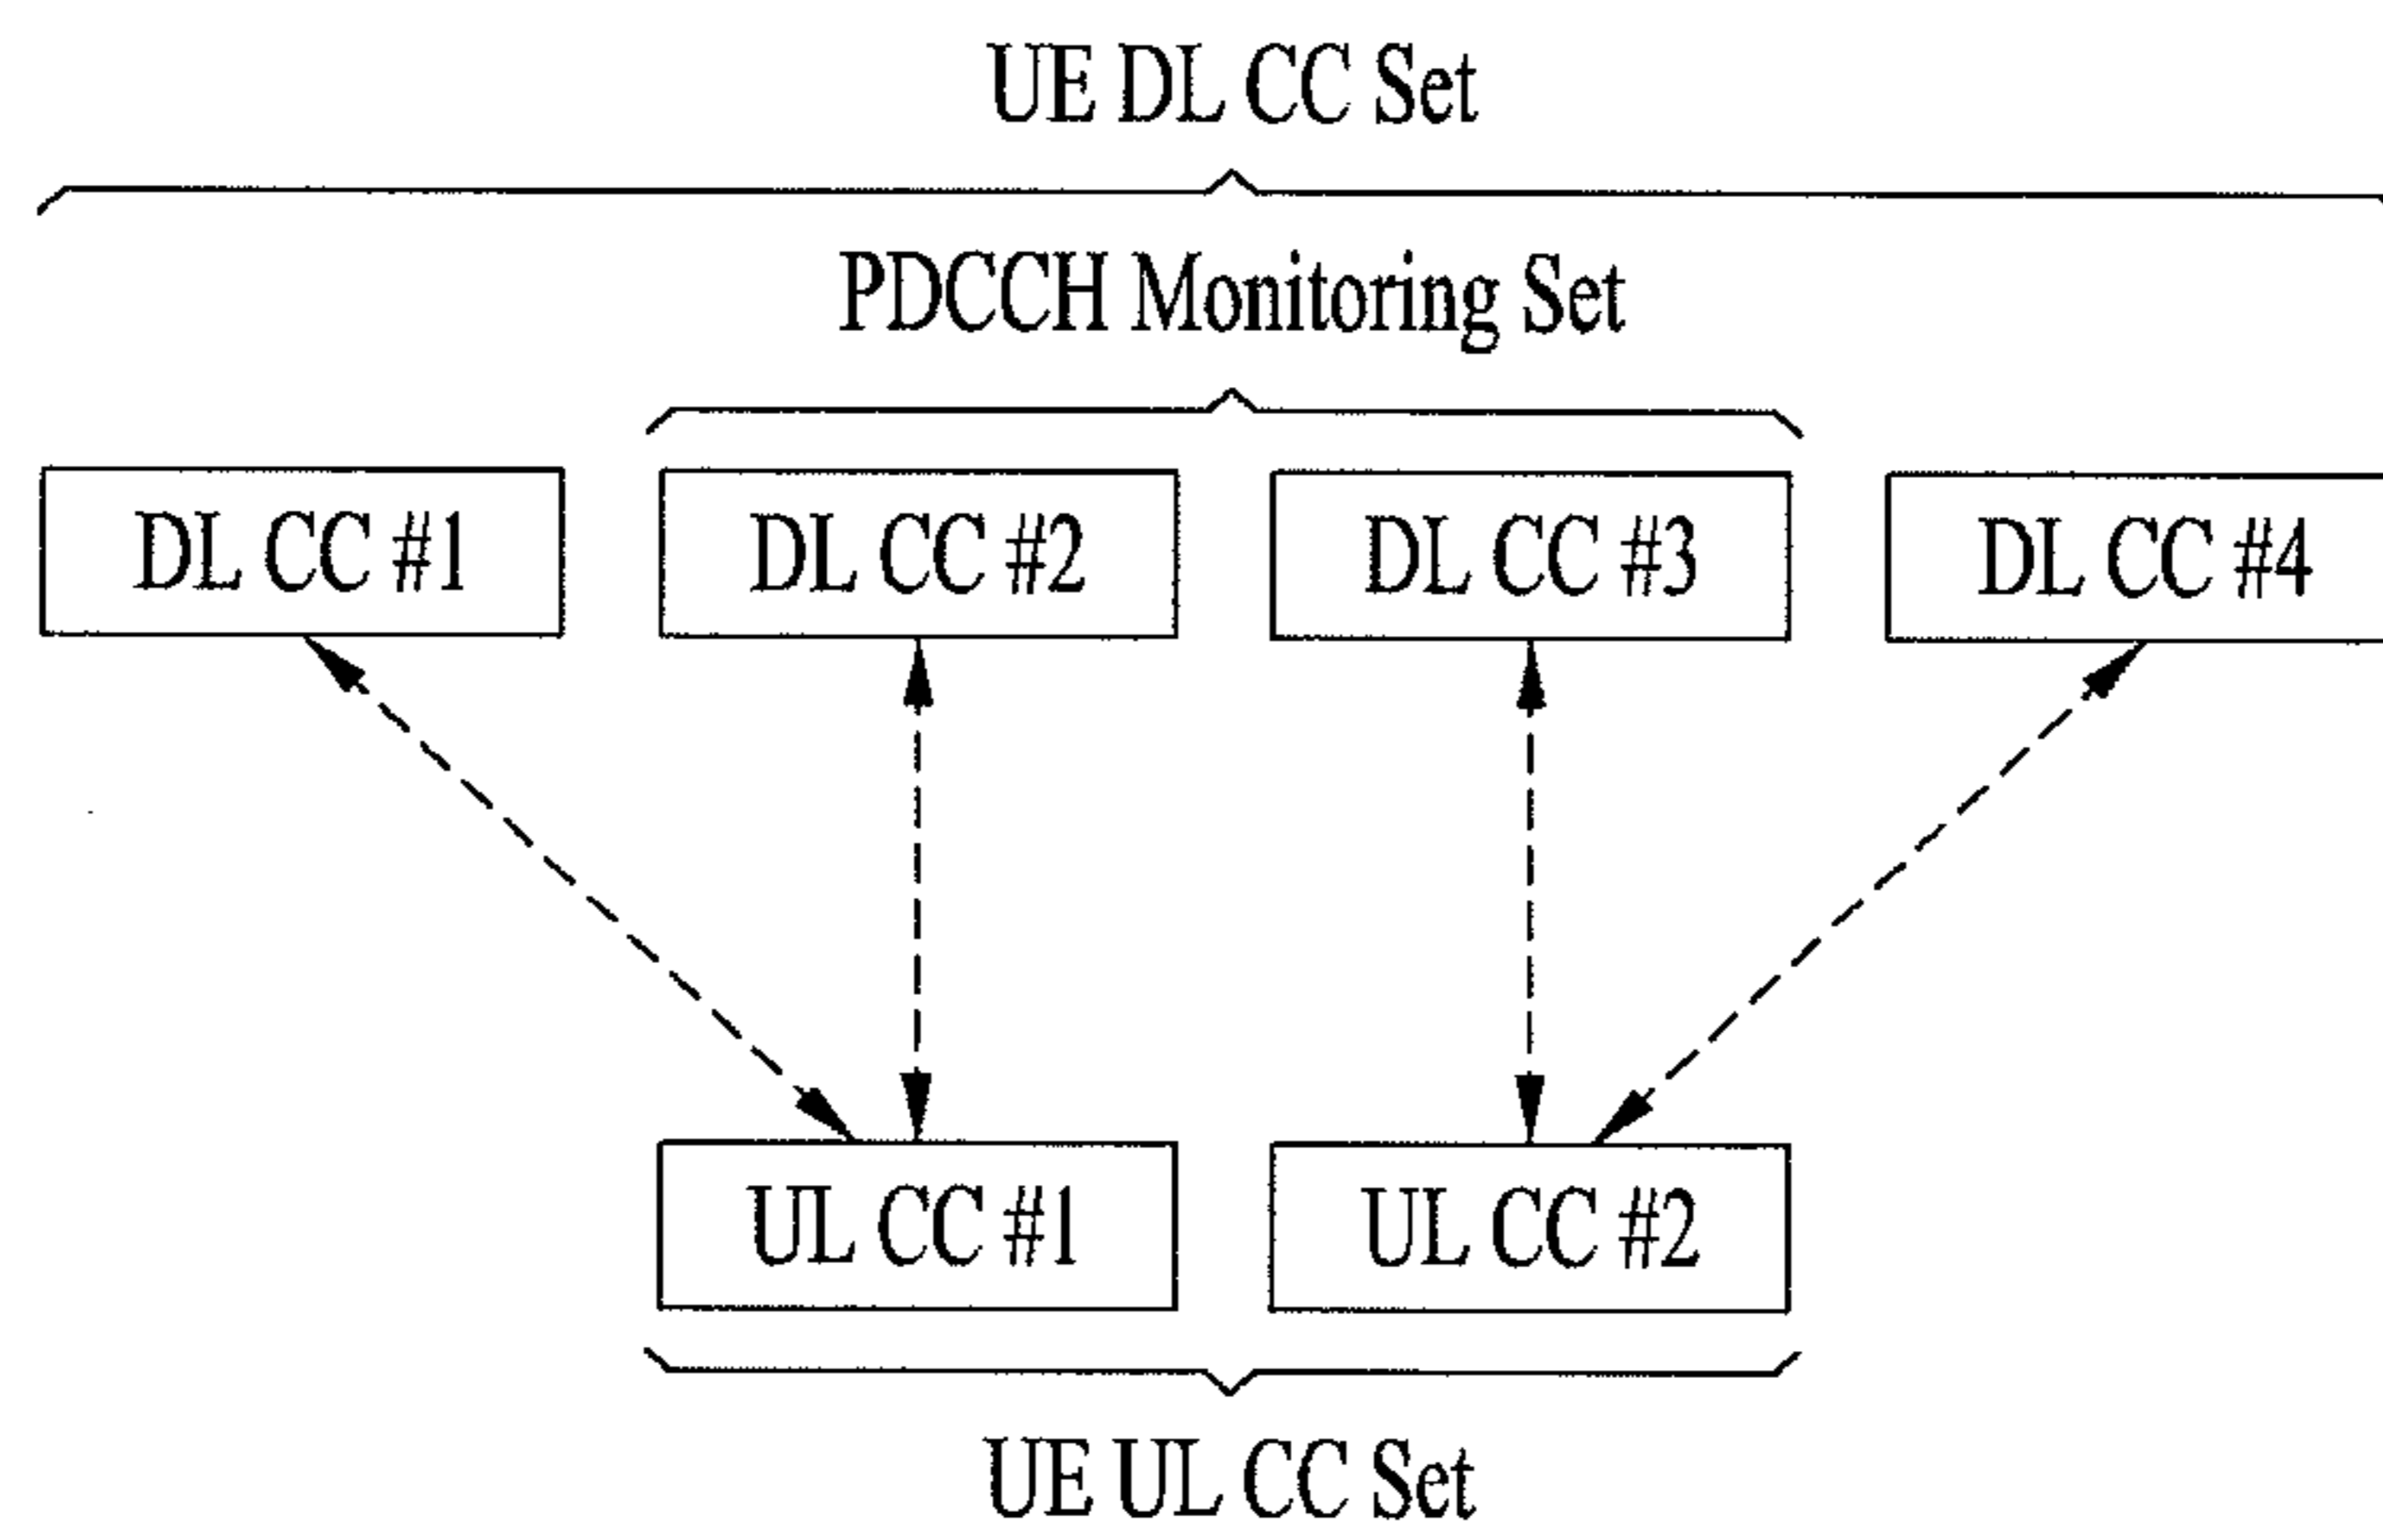 UE DL CC Set
PDCCH Monitoring Set
DL CC #1
DL CC #2
DL CC #3
DL CC #4
UL CC #1
UL CC #2
UE UL CC Set